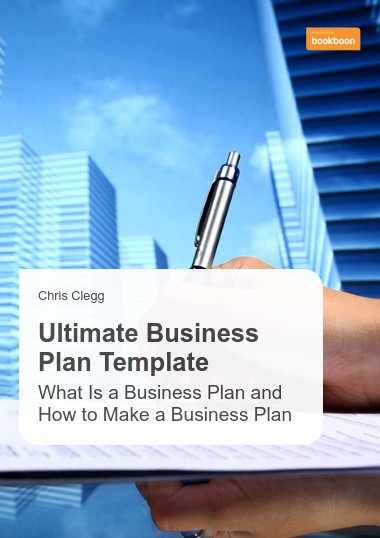 bookboon
Chris Clegg
Ultimate Business
Plan Template
What Is a Business Plan and
How to Make a Business Plan